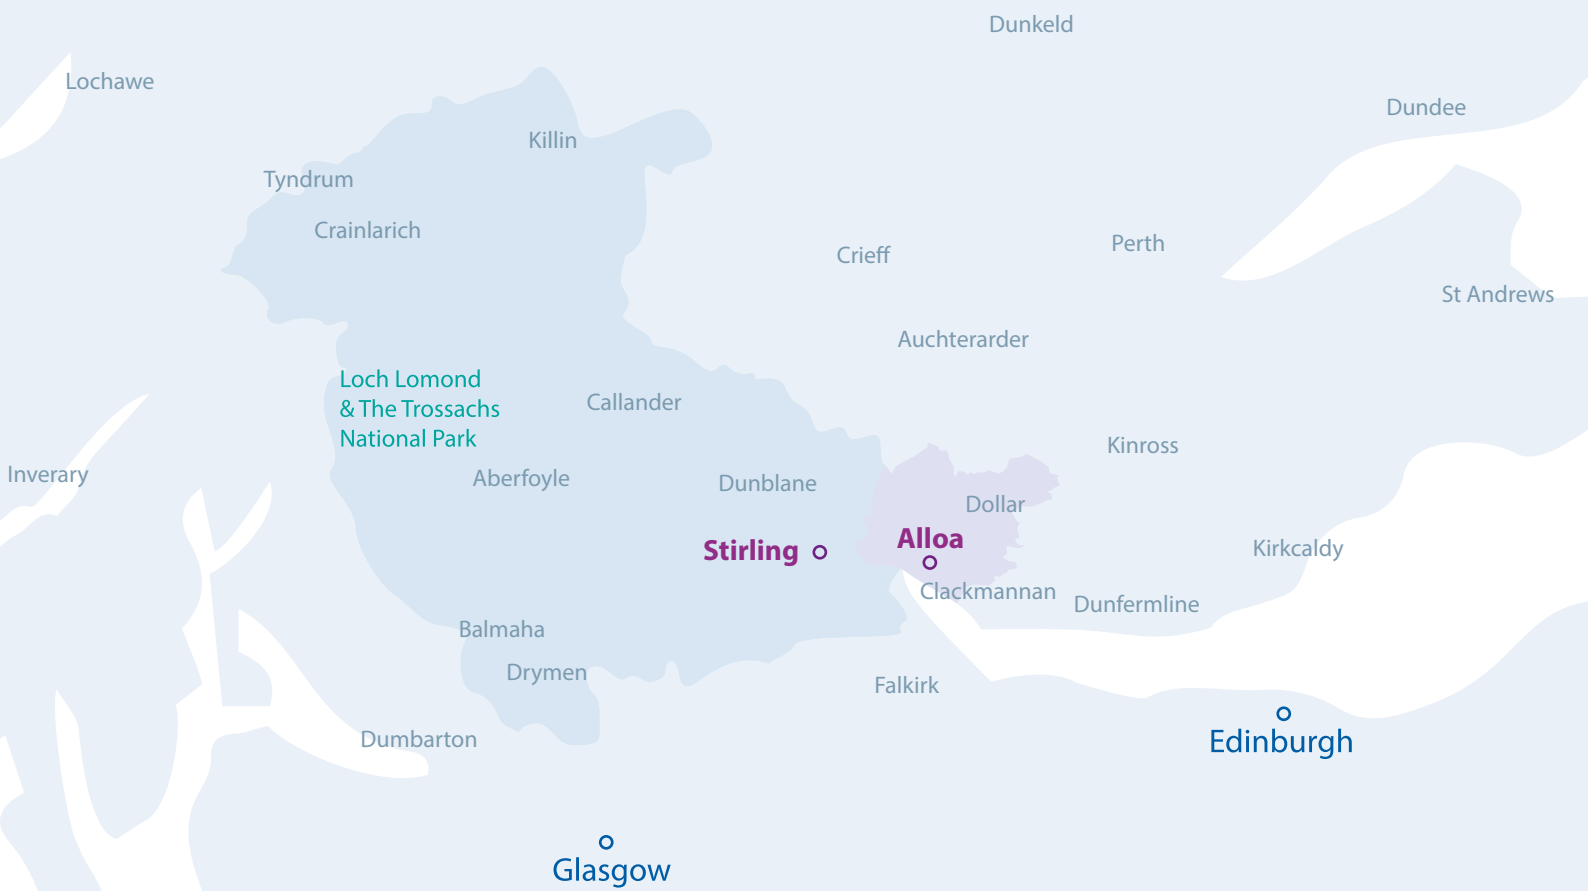 Dunkeld
Lochawe
Dundee
Killin
Tyndrum
Crainlarich
Perth
Crieff
St Andrews
Auchterarder
Loch Lomond
& The Trossachs
National Park
Callander
Kinross
Inverary
Aberfoyle
Dunblane
Dollar
Alloa
Stirling
Kirkcaldy
Clackmannan
Dunfermline
Balmaha
Drymen
Falkirk
Dumbarton
Edinburgh
Glasgow